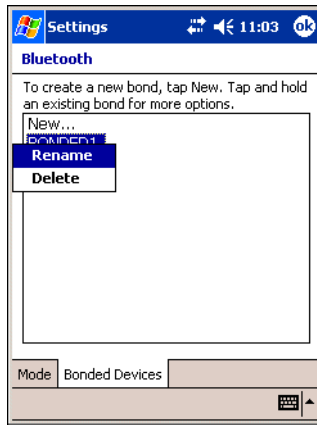 Settings 11:03 ok
Bluetooth
To create a new bond, tap New. Tap and hold
an existing bond for more options.
New...
BONDED1
Rename
Delete
Mode Bonded Devices